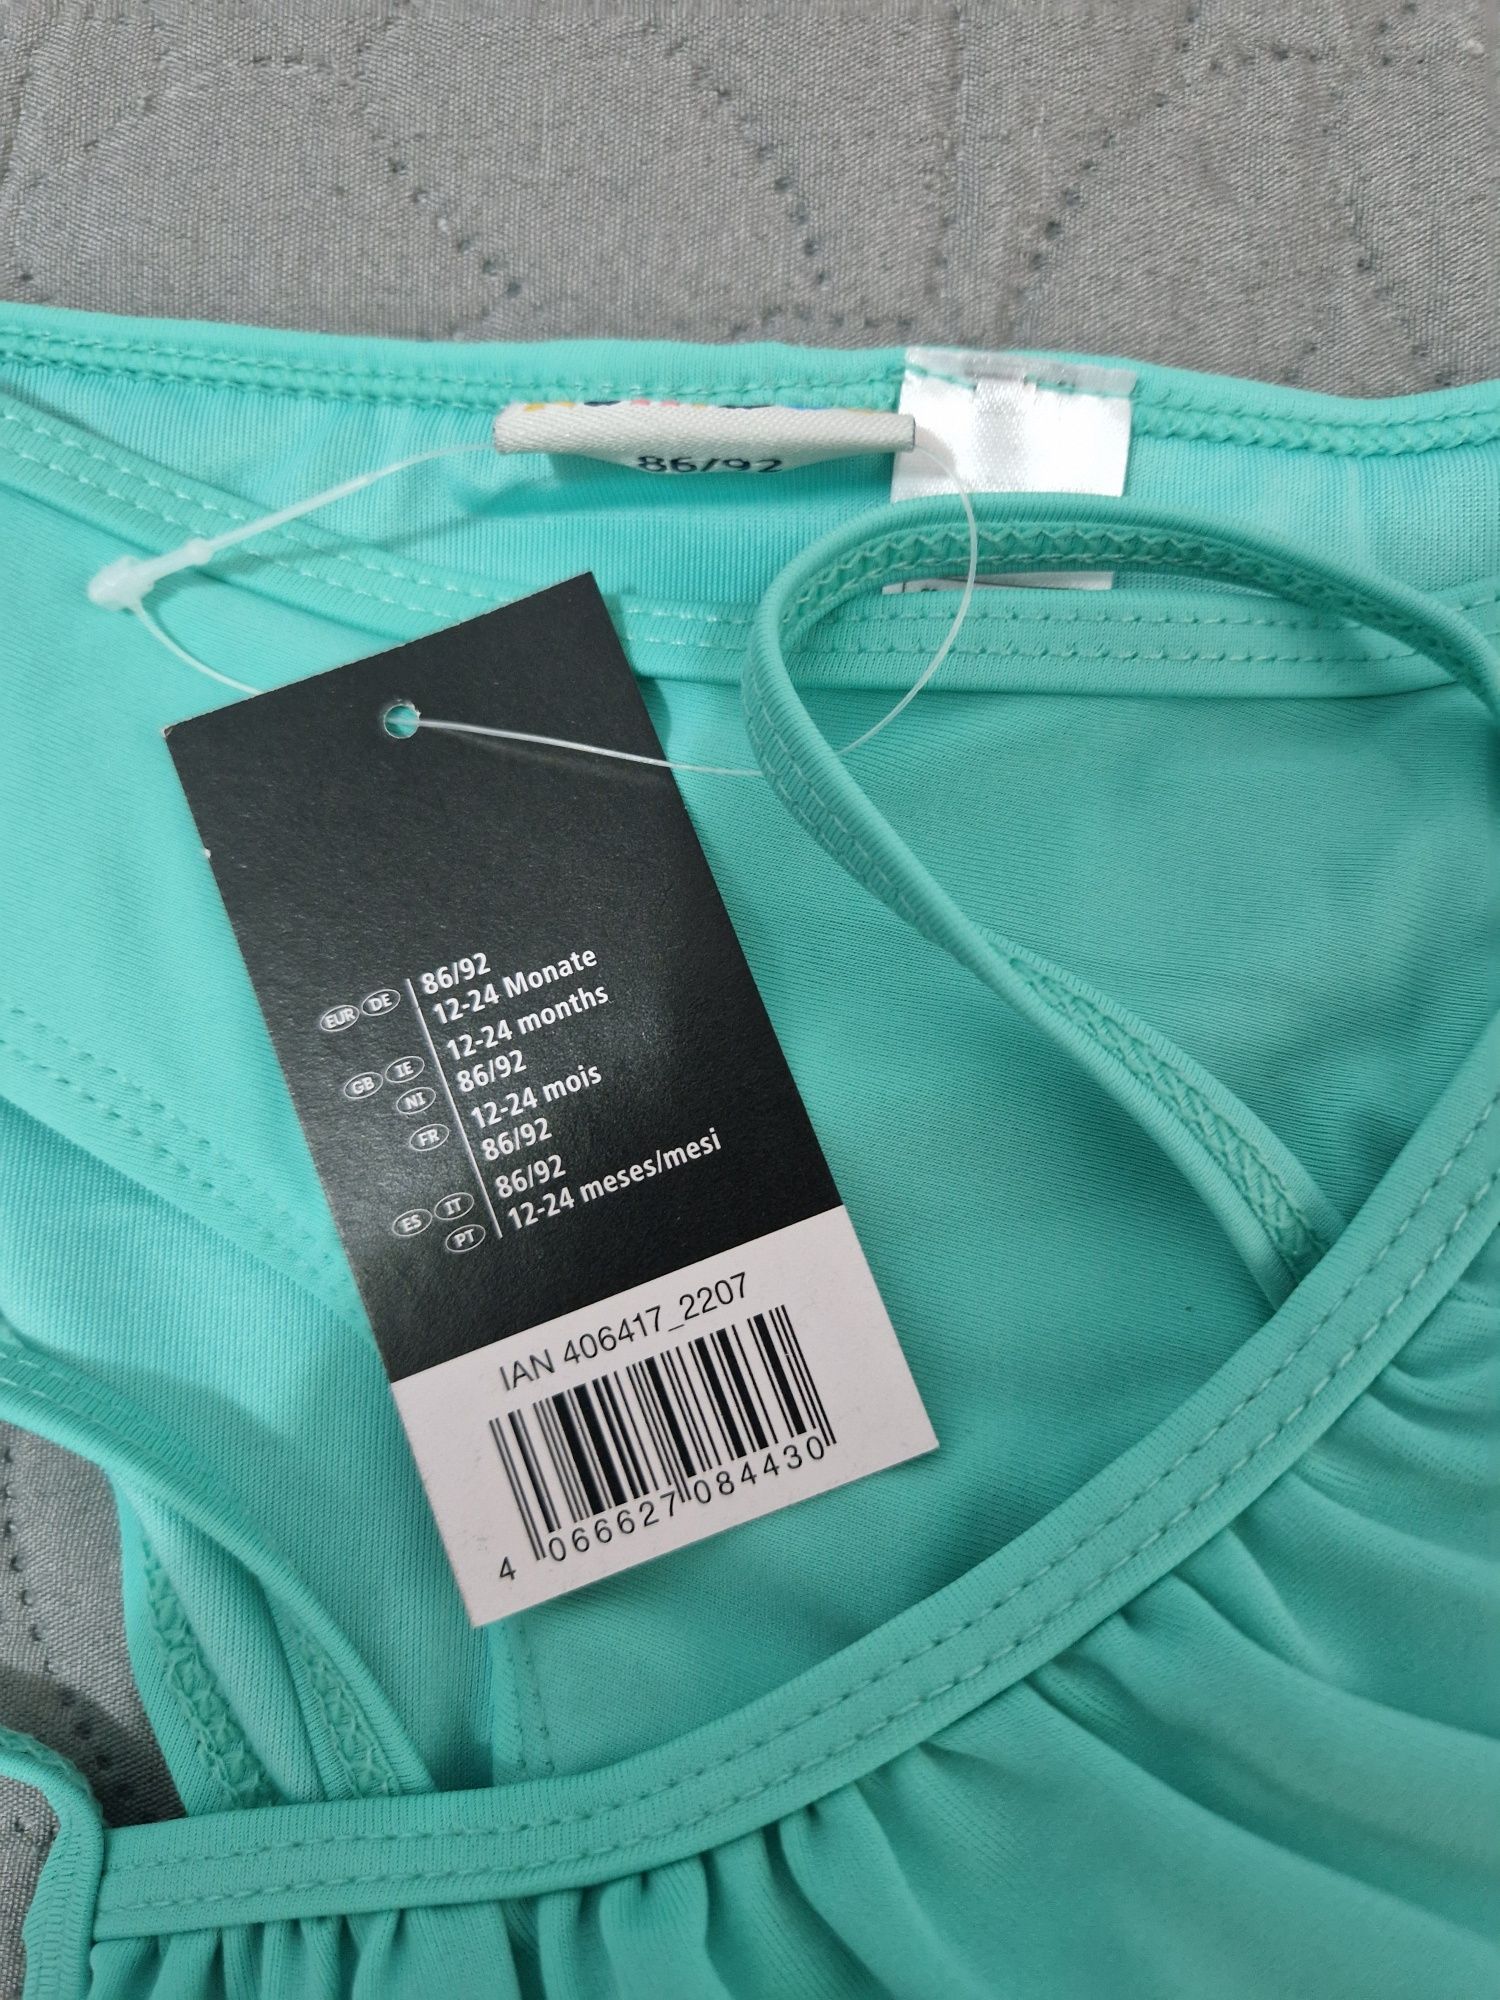 86/92
EUR DE 86/92
12-24 Monate
GB IE 12-24 months
NI 86/92
FR 12-24 mois
86/92
ES IT 86/92
PT 12-24 meses/mesi
IAN 406417_2207
4 066627 084430